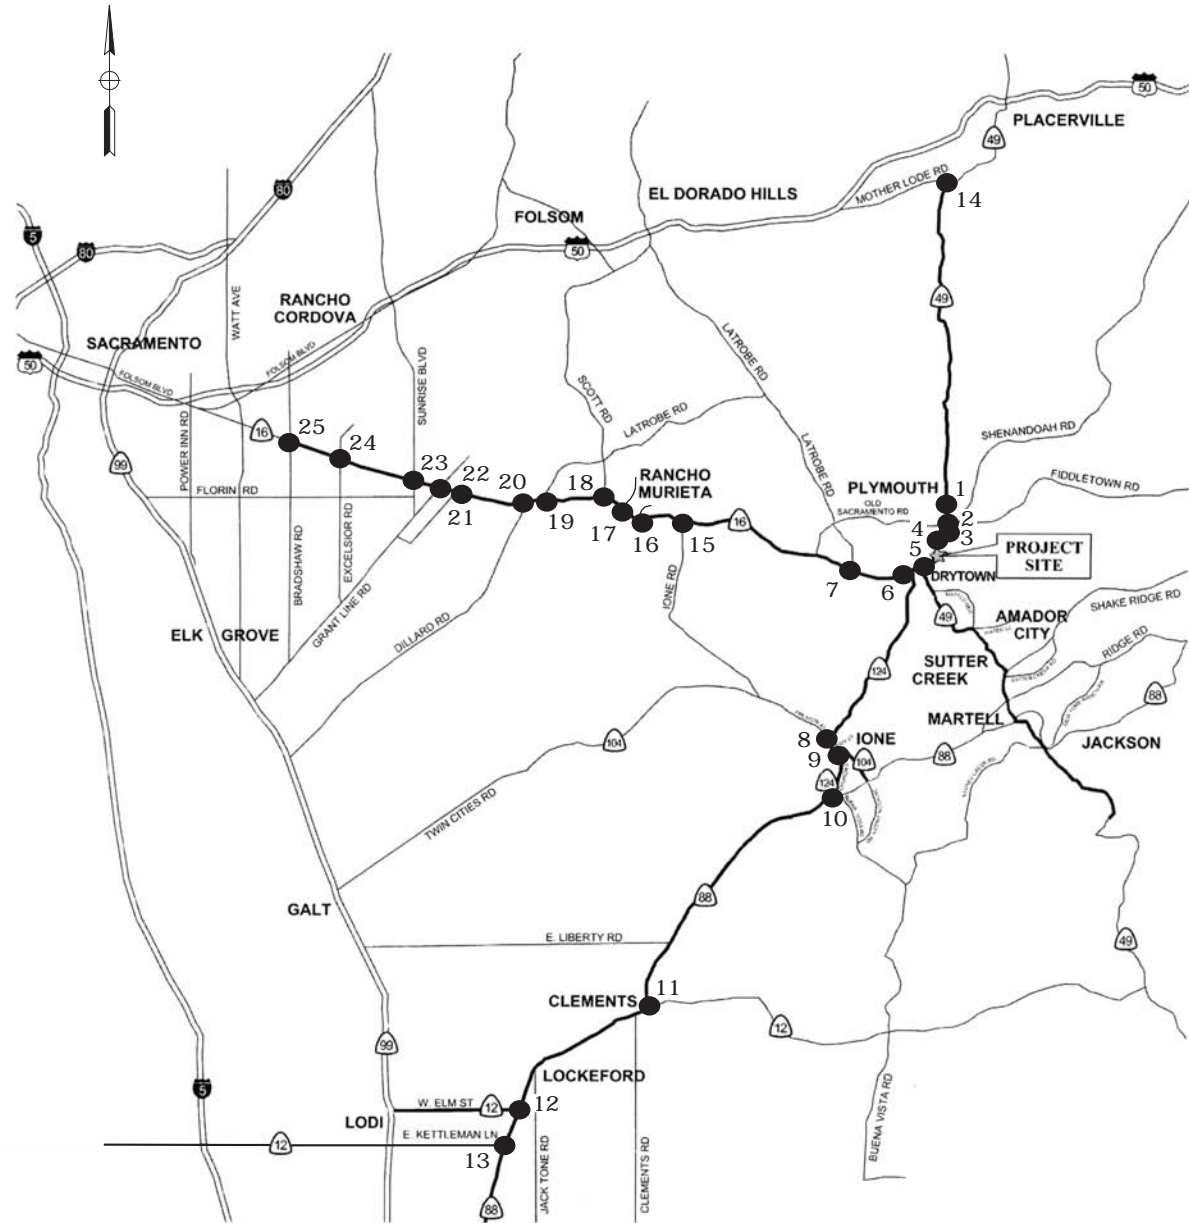 50
PLACERVILLE
49
MOTHER LODE RD
14
80
EL DORADO HILLS
FOLSOM
5
80
50
WATT AVE
RANCHO
CORDOVA
49
SACRAMENTO
FOLSOM BLVD
50
FOLSOM BLVD
SUNRISE BLVD
LATROBE RD
SCOTT RD
LATROBE RD
POWER INN RD
16
25
24
SHENANDOAH RD
99
23
22
20
18
RANCHO
MURIETA
LATROBE RD
FIDDLETOWN RD
PLYMOUTH
1
FLORIN RD
21
19
17
16
15
16
OLD
SACRAMENTO RD
4
2
3
5
PROJECT
SITE
BRADSHAW RD
EXCELSIOR RD
GRANT LINE RD
IONE RD
7
6
DRYTOWN
DILLARD RD
49
AMADOR
CITY
SHAKE RIDGE RD
ELK GROVE
RIDGE RD
SUTTER
CREEK
124
88
MARTELL
8
IONE
JACKSON
104
9
104
88
124
10
TWIN CITIES RD
88
GALT
E. LIBERTY RD
49
11
CLEMENTS
12
99
LOCKEFORD
5
W. ELM ST
12
12
LODI
E. KETTLEMAN LN
12
13
JACK TONE RD
CLEMENTS RD
BUENA VISTA RD
88